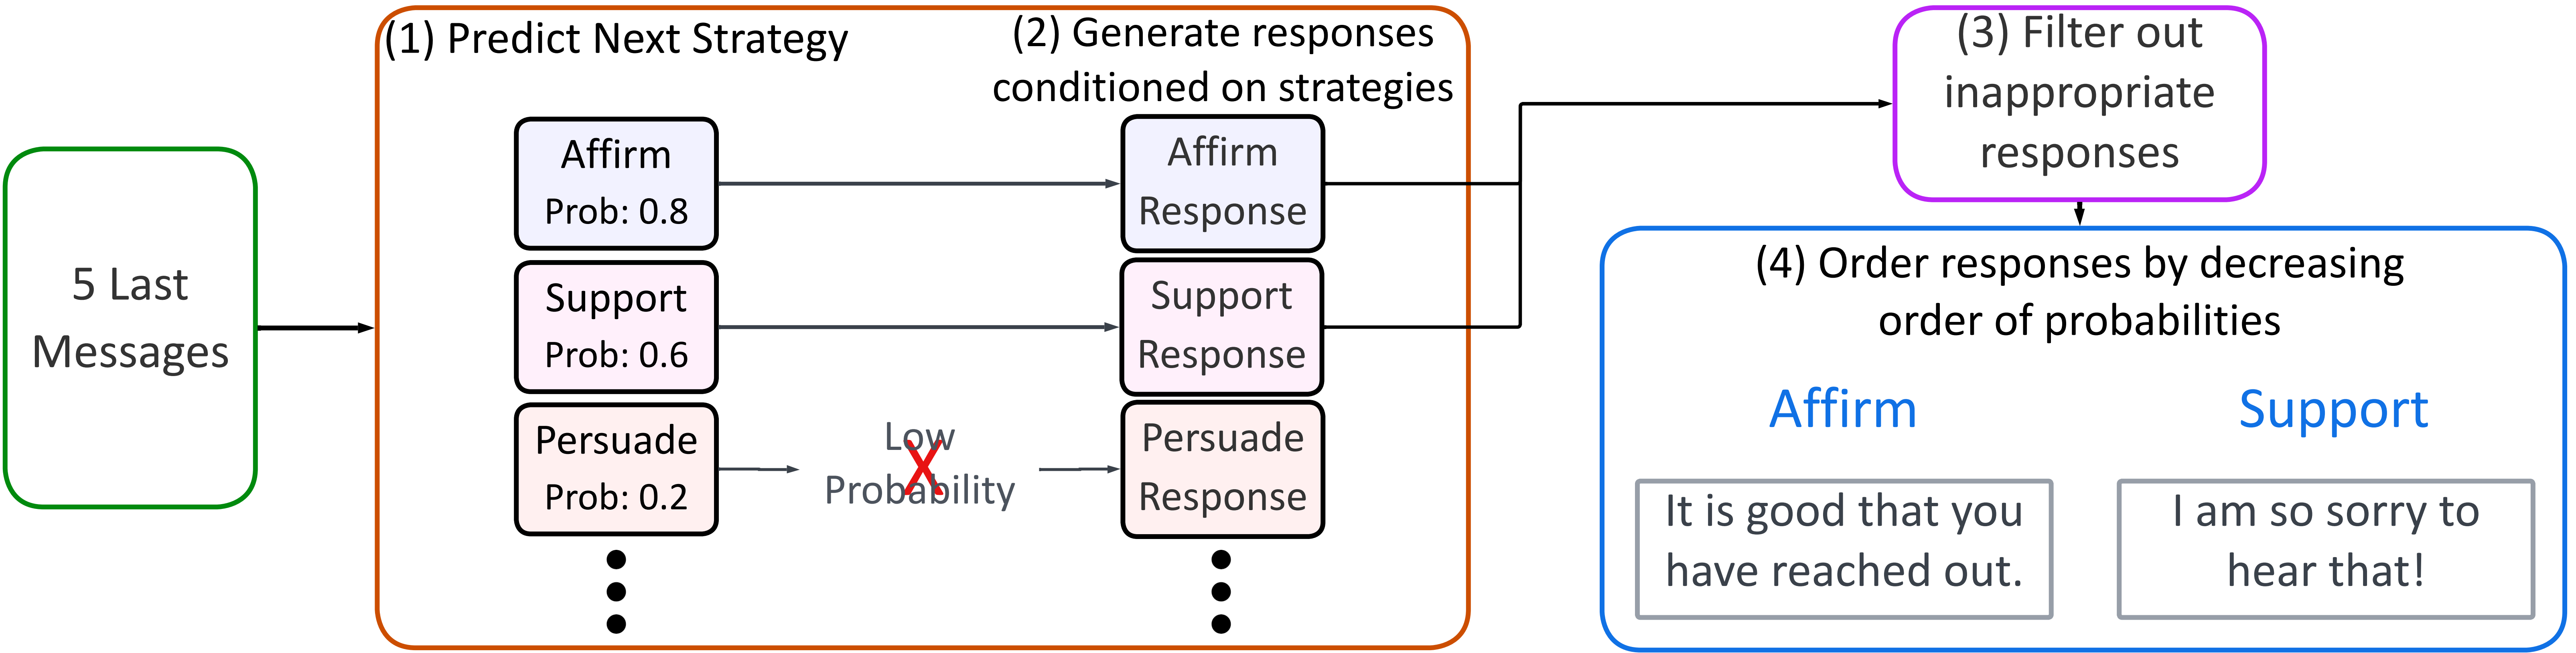 5 Last
Messages
(1) Predict Next Strategy
Affirm
Prob: 0.8
Support
Prob: 0.6
Persuade
Prob: 0.2
Low
Probability
X
(2) Generate responses
conditioned on strategies
Affirm
Response
Support
Response
Persuade
Response
(3) Filter out
inappropriate
responses
(4) Order responses by decreasing
order of probabilities
Affirm
It is good that you
have reached out.
Support
I am so sorry to
hear that!